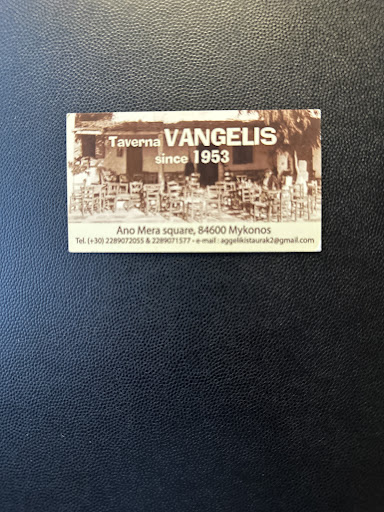 Taverna VANGELIS
since 1953
Ano Mera square, 84600 Mykonos
Tel. (+30) 2289072055 & 2289071577 - e-mail : aggelikistaurak2@gmail.com